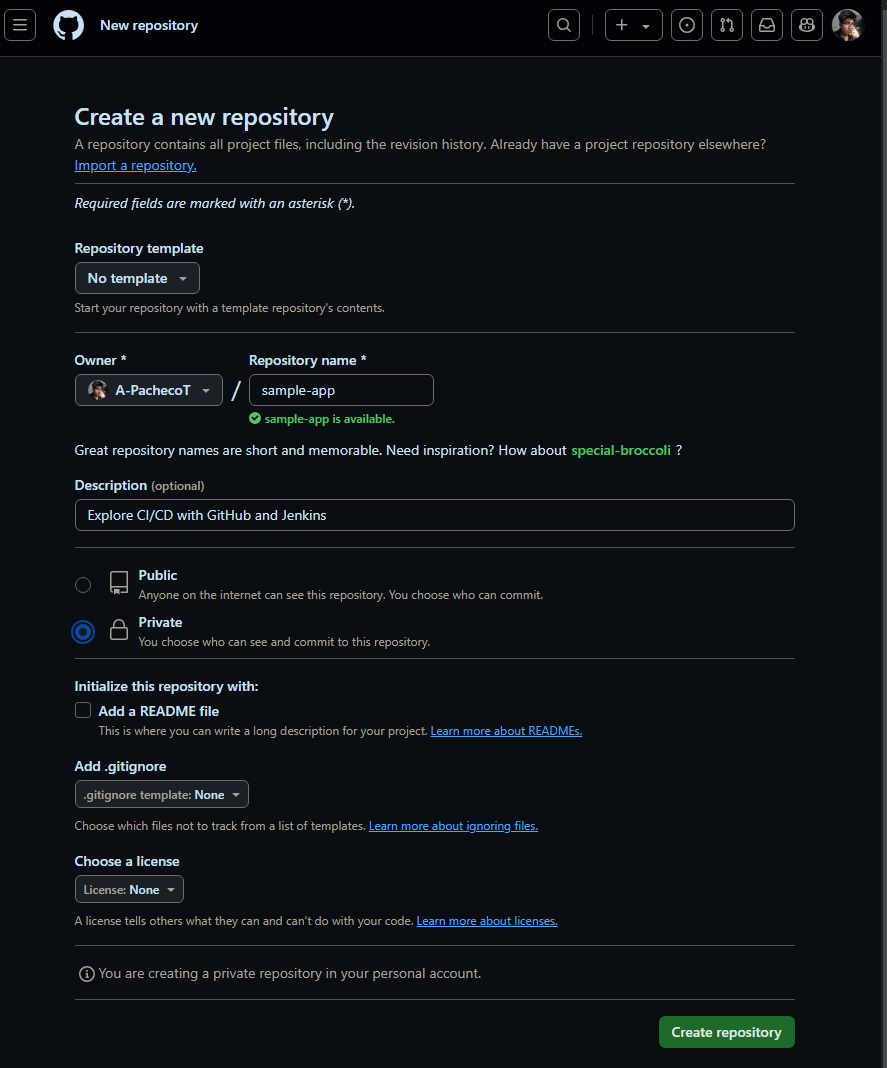 New repository
Create a new repository
A repository contains all project files, including the revision history. Already have a project repository elsewhere?
Import a repository.
Required fields are marked with an asterisk (*).
Repository template
No template
Start your repository with a template repository's contents.
Owner * Repository name *
A-PachecoT / sample-app
sample-app is available.
Great repository names are short and memorable. Need inspiration? How about special-broccoli ?
Description (optional)
Explore CI/CD with GitHub and Jenkins
Public
Anyone on the internet can see this repository. You choose who can commit.
Private
You choose who can see and commit to this repository.
Initialize this repository with:
Add a README file
This is where you can write a long description for your project. Learn more about READMEs.
Add .gitignore
.gitignore template: None
Choose which files not to track from a list of templates. Learn more about ignoring files.
Choose a license
License: None
A license tells others what they can and can't do with your code. Learn more about licenses.
You are creating a private repository in your personal account.
Create repository